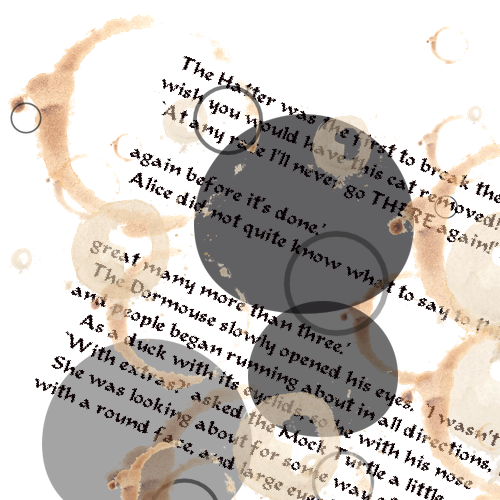 The Hatter was the first to break the
wish you would have this cat removed!
'At any rate I'll never go THERE again!'
again before it's done.'
Alice did not quite know what to say to
great many more than three.'
The Dormouse slowly opened his eyes. 'I wasn't
and people began running about in all directions,
As a duck with its eyelids, so he with his nose
'With extras?' asked the Mock Turtle a little
She was looking about for some way
with a round face, and large eyes